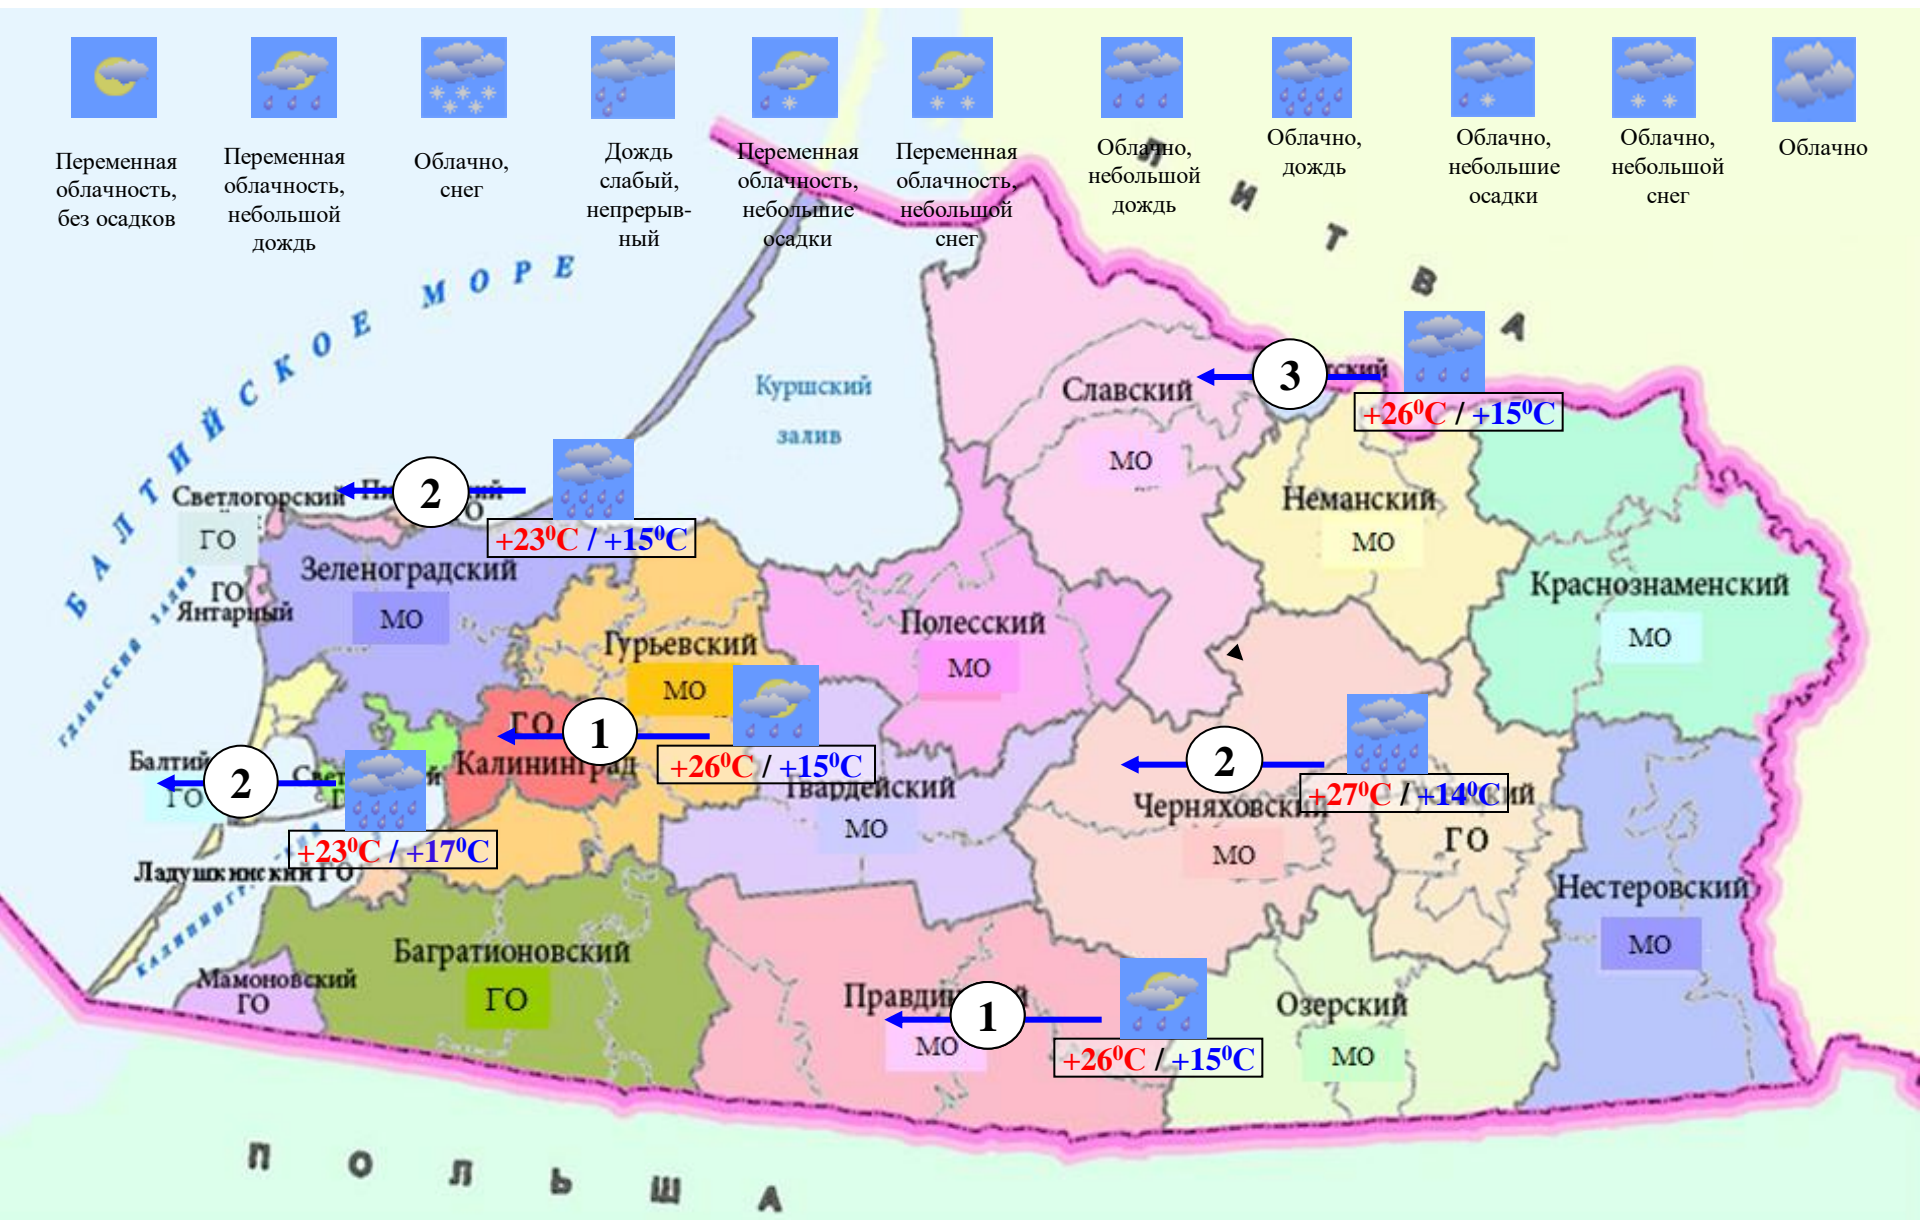 Переменная
облачность,
без осадков
Переменная
облачность,
небольшой
дождь
Облачно,
снег
Дождь
слабый,
непрерыв-
ный
Переменная
облачность,
небольшие
осадки
Переменная
облачность,
небольшой
снег
Облачно,
небольшой
дождь
Облачно,
дождь
Облачно,
небольшие
осадки
Облачно,
небольшой
снег
Облачно
ЛИТВА
БАЛТИЙСКОЕ МОРЕ
Куршский
залив
Славский
МО
3
+26⁰C / +15⁰C
Светлогорский
ГО
2
+23⁰C / +15⁰C
Неманский
МО
Краснознаменский
МО
Зеленоградский
МО
ГО
Янтарный
Гурьевский
МО
Полесский
МО
ГО
Калининград
1
+26⁰C / +15⁰C
Гвардейский
МО
2
+27⁰C / +14⁰C
Черняховский
МО
ГО
Балтий
ГО
2
+23⁰C / +17⁰C
Ладушкинский ГО
Нестеровский
МО
Багратионовский
ГО
Мамоновский
ГО
1
МО
+26⁰C / +15⁰C
Озерский
МО
ПОЛЬША